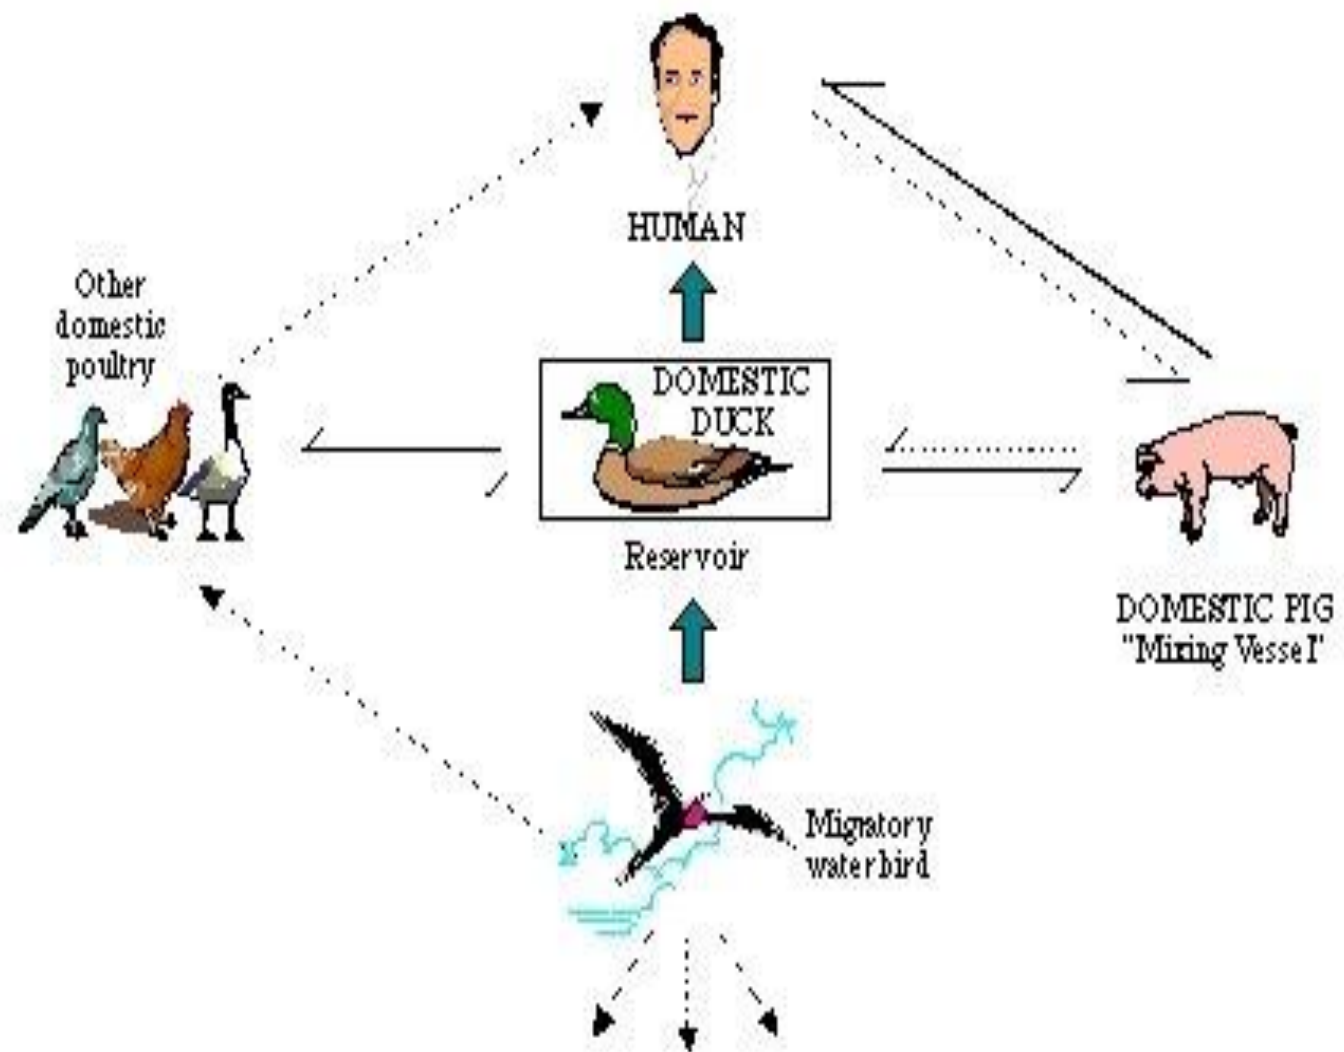 HUMAN
Other
domestic
poultry
DOMESTIC
DUCK
Reservoir
DOMESTIC PIG
"Mixing Vessel"
Migratory
waterbird